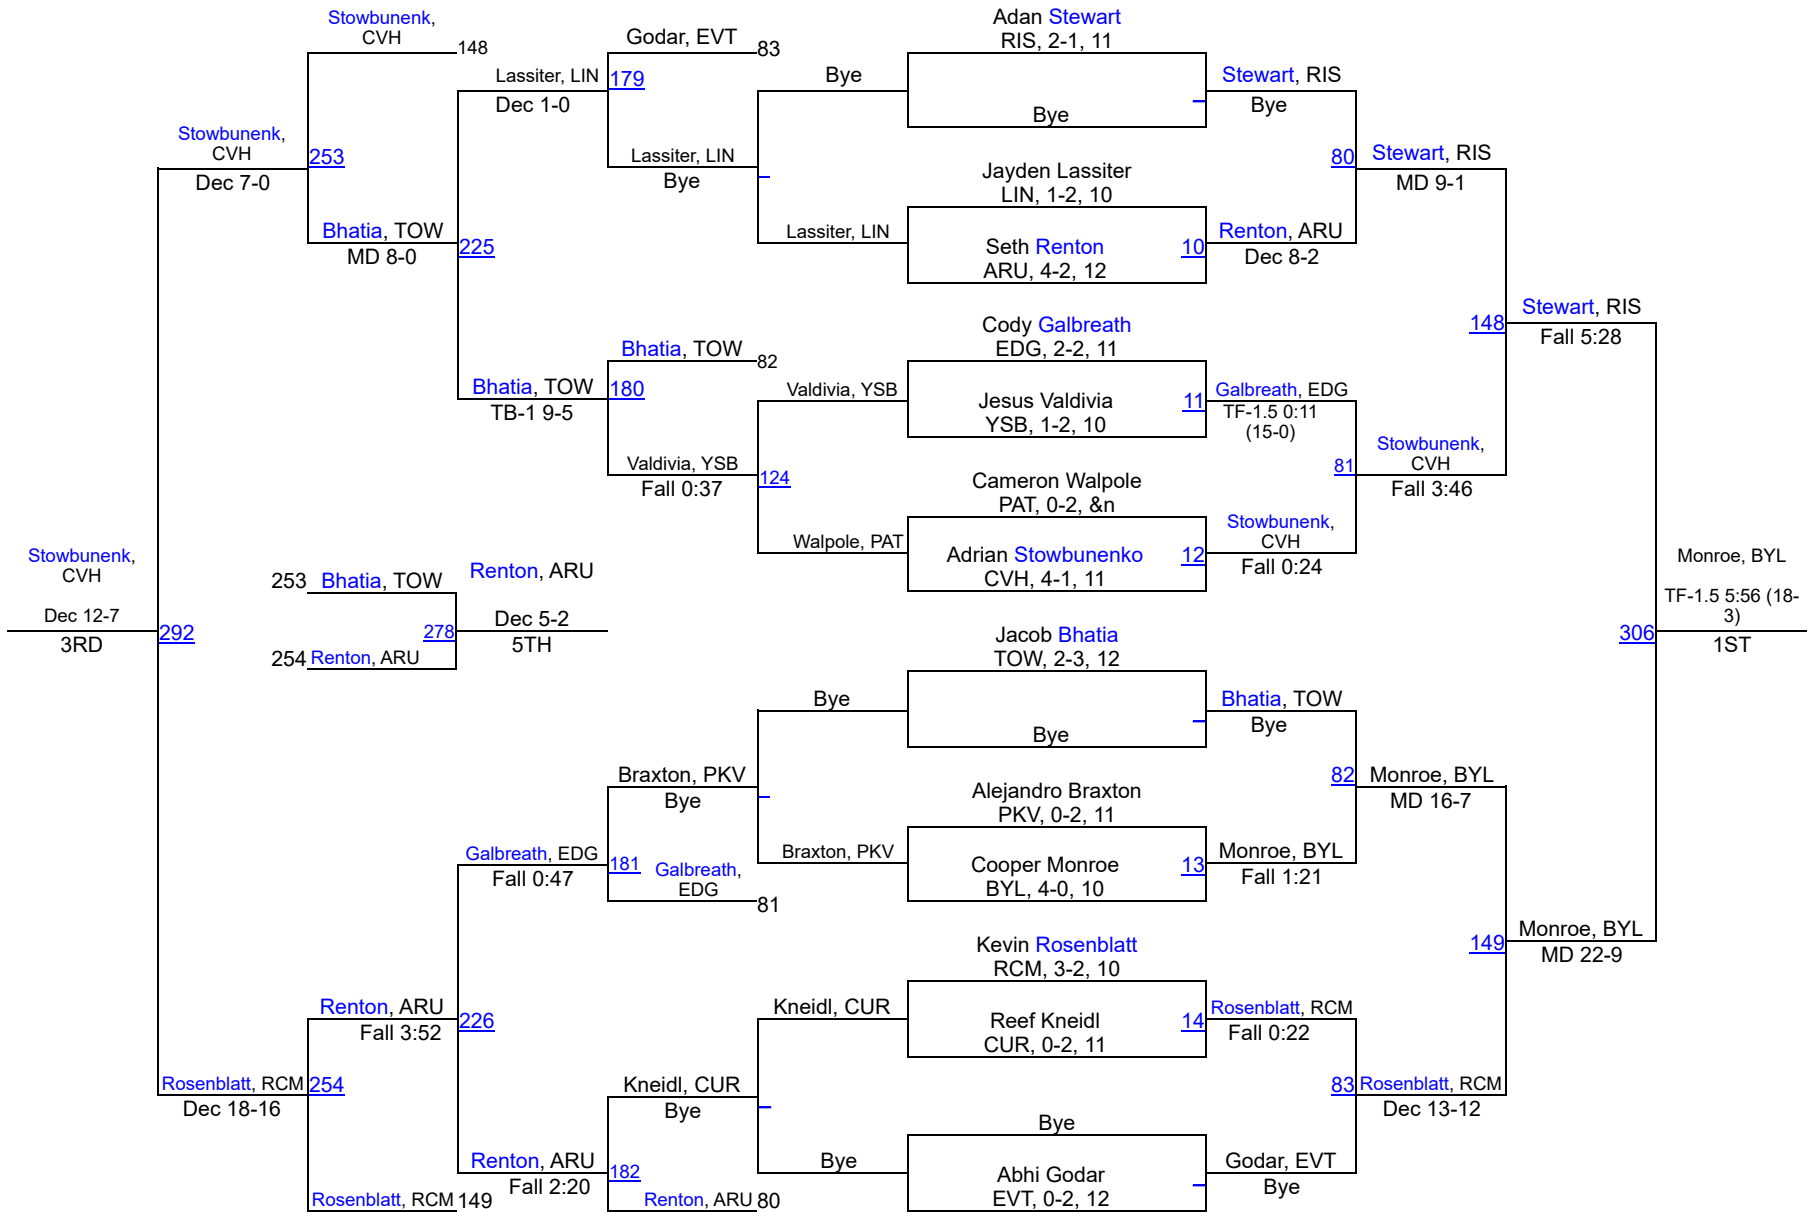 Stowbunenk,
CVH
148
Godar, EVT
83
Adan Stewart
RIS, 2-1, 11
Lassiter, LIN
179
Dec 1-0
Bye
Stewart, RIS
Bye
Bye
Stowbunenk,
CVH
253
Dec 7-0
Lassiter, LIN
Bye
Jayden Lassiter
LIN, 1-2, 10
80
Stewart, RIS
MD 9-1
Bhatia, TOW
225
MD 8-0
Lassiter, LIN
Seth Renton
ARU, 4-2, 12
10
Renton, ARU
Dec 8-2
Stewart, RIS
148
Fall 5:28
Cody Galbreath
EDG, 2-2, 11
Bhatia, TOW
82
Bhatia, TOW
180
TB-1 9-5
Valdivia, YSB
Jesus Valdivia
YSB, 1-2, 10
11
Galbreath, EDG
TF-1.5 0:11
(15-0)
Valdivia, YSB
124
Fall 0:37
Cameron Walpole
PAT, 0-2, &n
81
Stowbunenk,
CVH
Fall 3:46
Walpole, PAT
Adrian Stowbunenko
CVH, 4-1, 11
12
Stowbunenk,
CVH
Fall 0:24
Stowbunenk,
CVH
Dec 12-7
3RD
292
253
Bhatia, TOW
Renton, ARU
278
Dec 5-2
5TH
254
Renton, ARU
Monroe, BYL
TF-1.5 5:56 (18-
3)
306
1ST
Jacob Bhatia
TOW, 2-3, 12
Bye
Bye
Bhatia, TOW
Bye
Braxton, PKV
Bye
Alejandro Braxton
PKV, 0-2, 11
82
Monroe, BYL
MD 16-7
Galbreath, EDG
181
Fall 0:47
Galbreath,
EDG
81
Braxton, PKV
Cooper Monroe
BYL, 4-0, 10
13
Monroe, BYL
Fall 1:21
Kevin Rosenblatt
RCM, 3-2, 10
149
Monroe, BYL
MD 22-9
Renton, ARU
226
Fall 3:52
Kneidl, CUR
Reef Kneidl
CUR, 0-2, 11
14
Rosenblatt, RCM
Fall 0:22
Rosenblatt, RCM
254
Dec 18-16
Kneidl, CUR
Bye
83
Rosenblatt, RCM
Dec 13-12
Bye
Renton, ARU
182
Fall 2:20
Bye
Abhi Godar
EVT, 0-2, 12
Godar, EVT
Bye
Rosenblatt, RCM
149
Renton, ARU
80